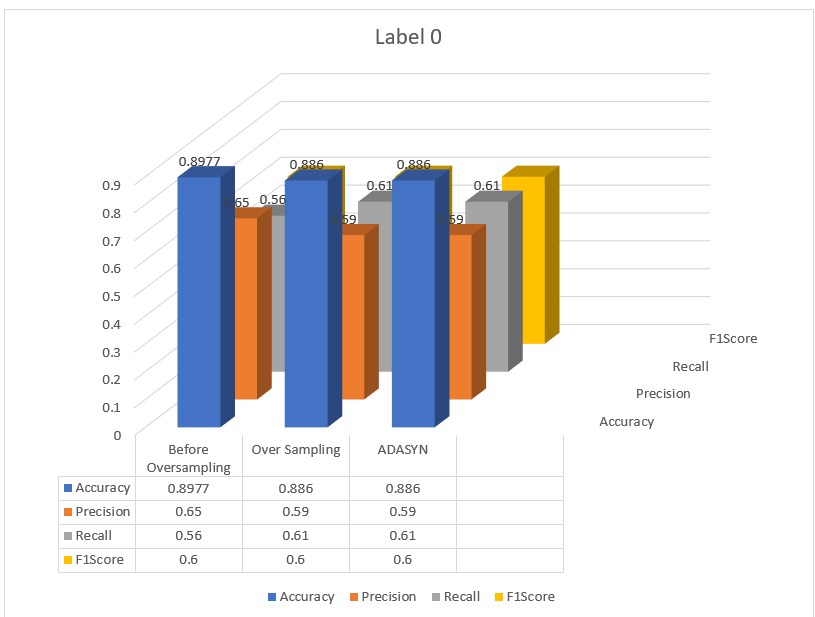 Label 0
0.8977
0.886
0.886
0.65
0.56
0.59
0.61
0.59
0.61
0.9
0.8
0.7
0.6
0.5
0.4
0.3
0.2
0.1
0
F1Score
Recall
Precision
Accuracy
Before Oversampling Over Sampling ADASYN
Accuracy 0.8977 0.886 0.886
Precision 0.65 0.59 0.59
Recall 0.56 0.61 0.61
F1Score 0.6 0.6 0.6
Accuracy Precision Recall F1Score